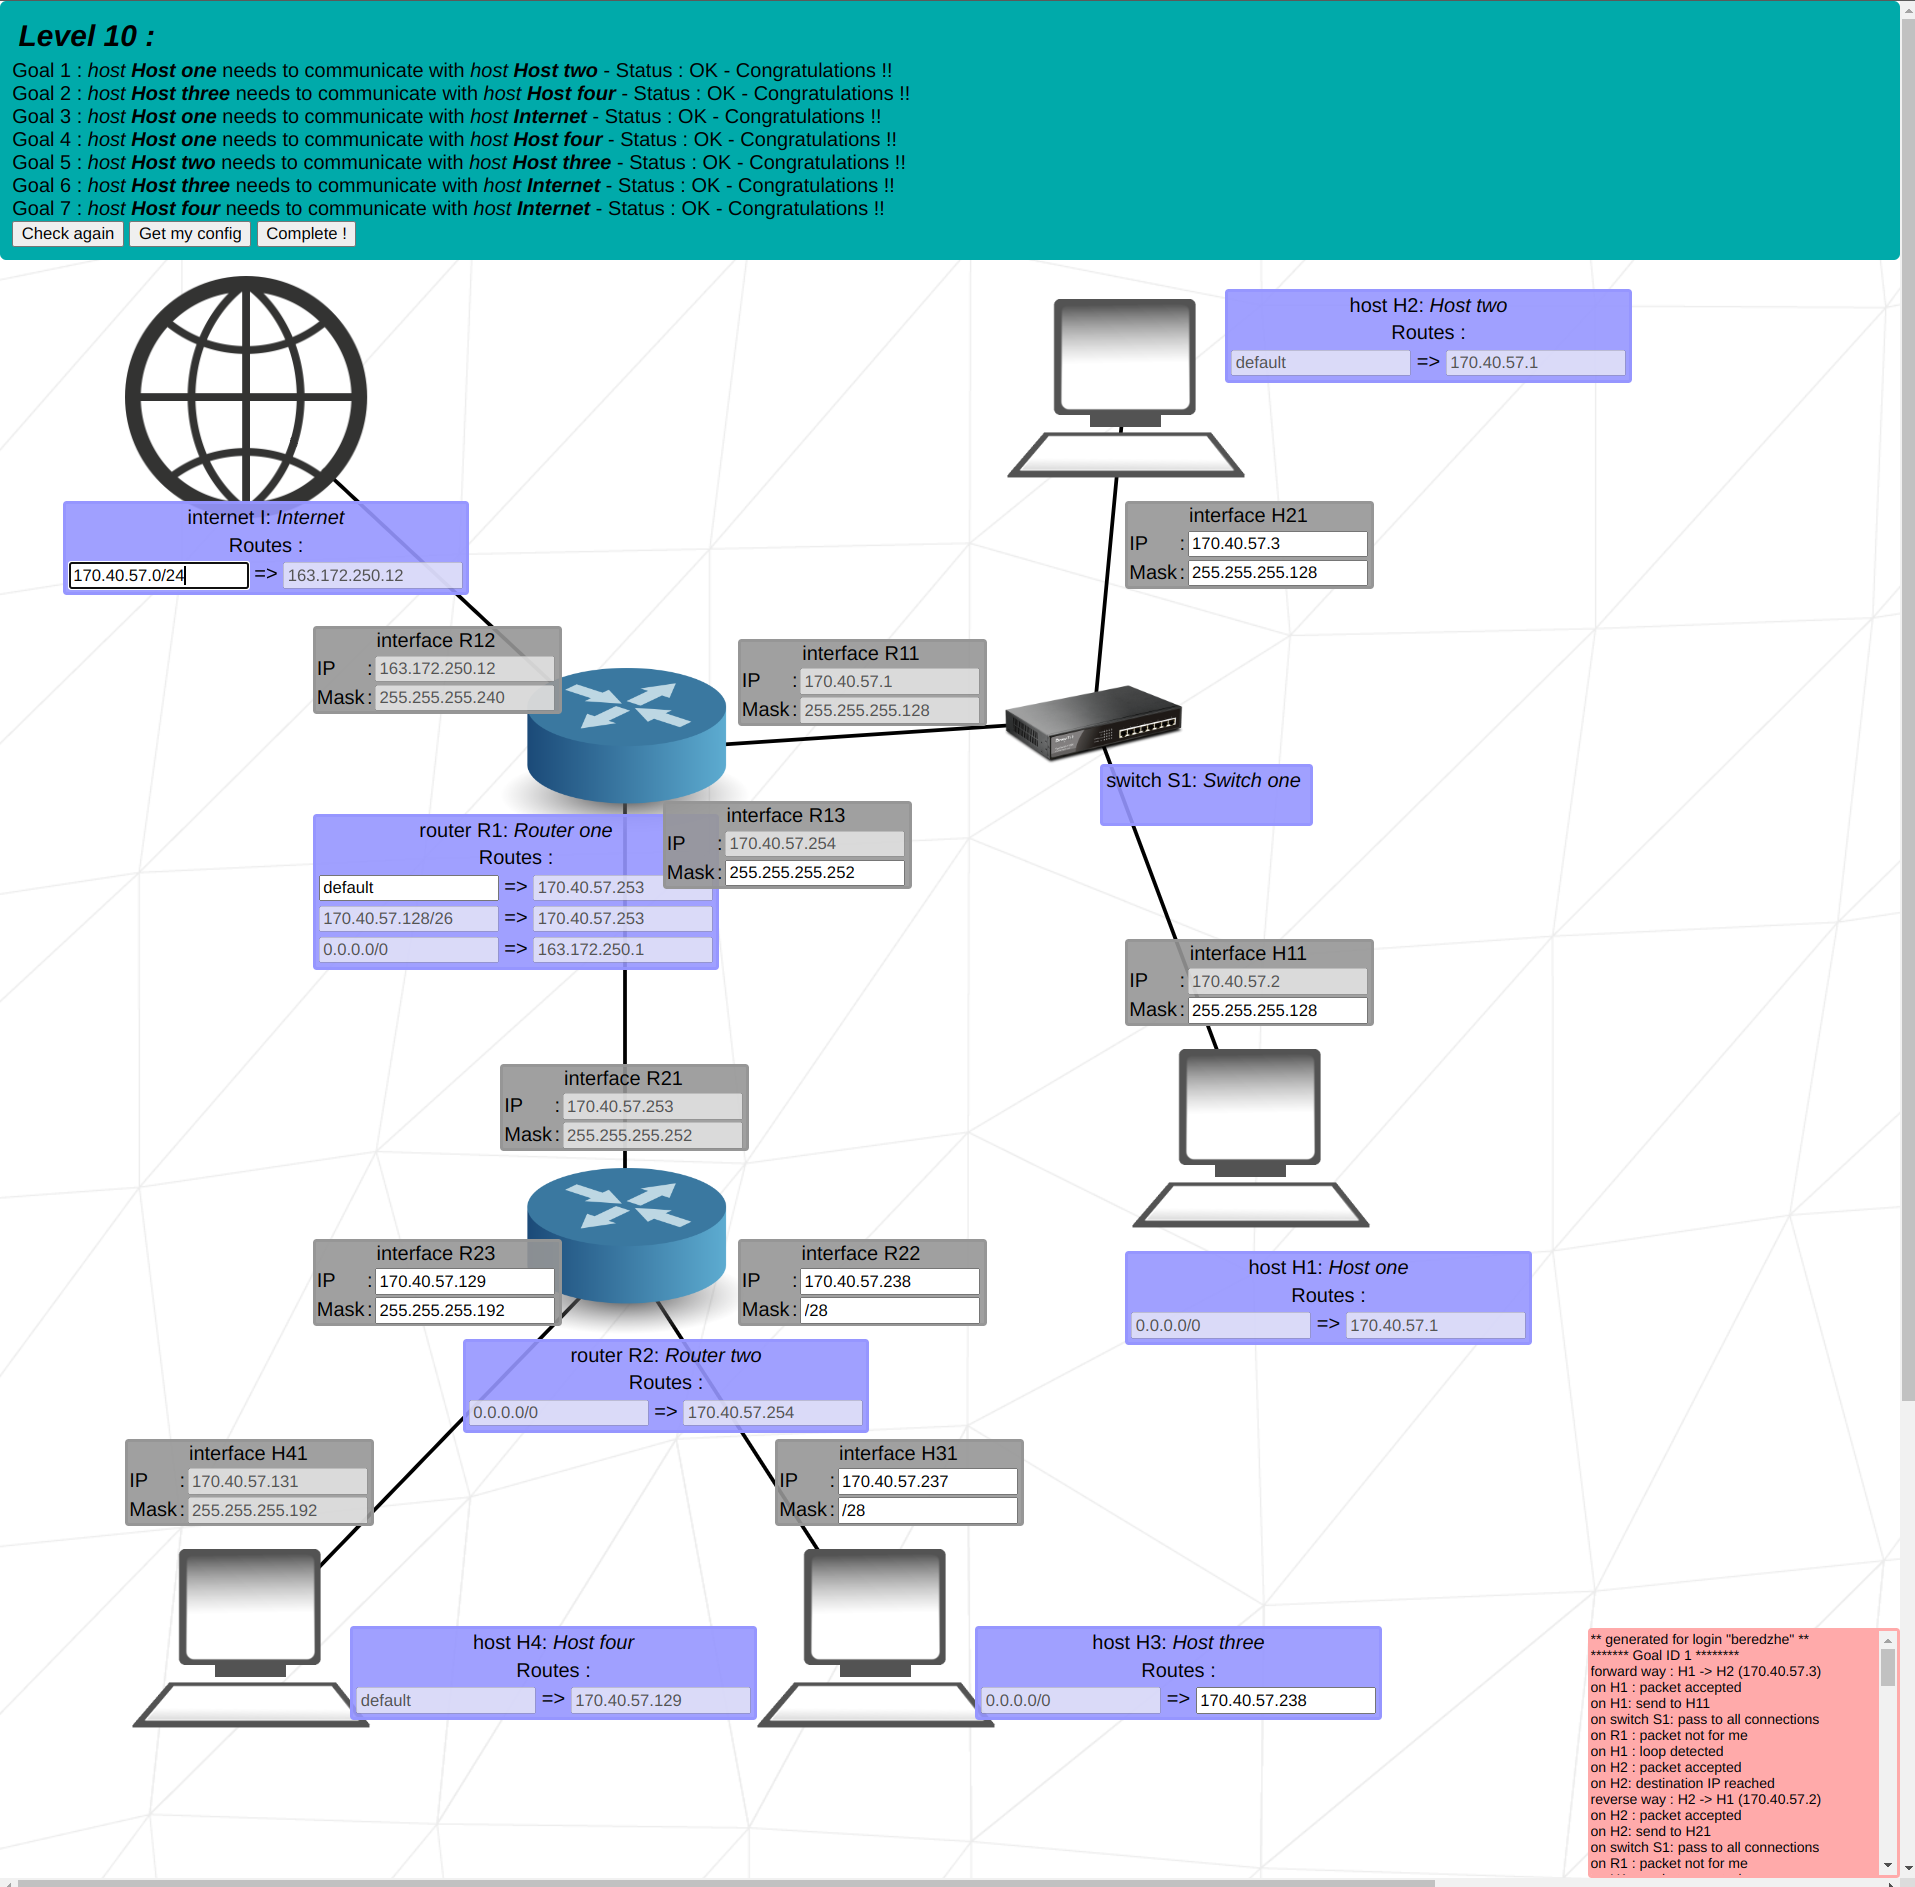 Level 10 :
Goal 1 : host Host one needs to communicate with host Host two - Status : OK - Congratulations !!
Goal 2 : host Host three needs to communicate with host Host four - Status : OK - Congratulations !!
Goal 3 : host Host one needs to communicate with host Internet - Status : OK - Congratulations !!
Goal 4 : host Host one needs to communicate with host Host four - Status : OK - Congratulations !!
Goal 5 : host Host two needs to communicate with host Host three - Status : OK - Congratulations !!
Goal 6 : host Host three needs to communicate with host Internet - Status : OK - Congratulations !!
Goal 7 : host Host four needs to communicate with host Internet - Status : OK - Congratulations !!
Check again Get my config Complete !
host H2: Host two
Routes :
default => 170.40.57.1
internet I: Internet
Routes :
170.40.57.0/24 => 163.172.250.12
interface H21
IP : 170.40.57.3
Mask : 255.255.255.128
interface R12
IP : 163.172.250.12
Mask : 255.255.255.240
interface R11
IP : 170.40.57.1
Mask : 255.255.255.128
switch S1: Switch one
router R1: Router one
Routes :
default => 170.40.57.253
170.40.57.128/26 => 170.40.57.253
0.0.0.0/0 => 163.172.250.1
interface R13
IP : 170.40.57.254
Mask : 255.255.255.252
interface H11
IP : 170.40.57.2
Mask : 255.255.255.128
interface R21
IP : 170.40.57.253
Mask : 255.255.255.252
interface R23
IP : 170.40.57.129
Mask : 255.255.255.192
interface R22
IP : 170.40.57.238
Mask : /28
host H1: Host one
Routes :
0.0.0.0/0 => 170.40.57.1
router R2: Router two
Routes :
0.0.0.0/0 => 170.40.57.254
interface H41
IP : 170.40.57.131
Mask : 255.255.255.192
interface H31
IP : 170.40.57.237
Mask : /28
host H4: Host four
Routes :
default => 170.40.57.129
host H3: Host three
Routes :
0.0.0.0/0 => 170.40.57.238
** generated for login "beredzhe" **
******* Goal ID 1 ********
forward way : H1 -> H2 (170.40.57.3)
on H1 : packet accepted
on H1: send to H11
on switch S1: pass to all connections
on R1 : packet not for me
on H1 : loop detected
on H2 : packet accepted
on H2: destination IP reached
reverse way : H2 -> H1 (170.40.57.2)
on H2 : packet accepted
on H2: send to H21
on switch S1: pass to all connections
on R1 : packet not for me